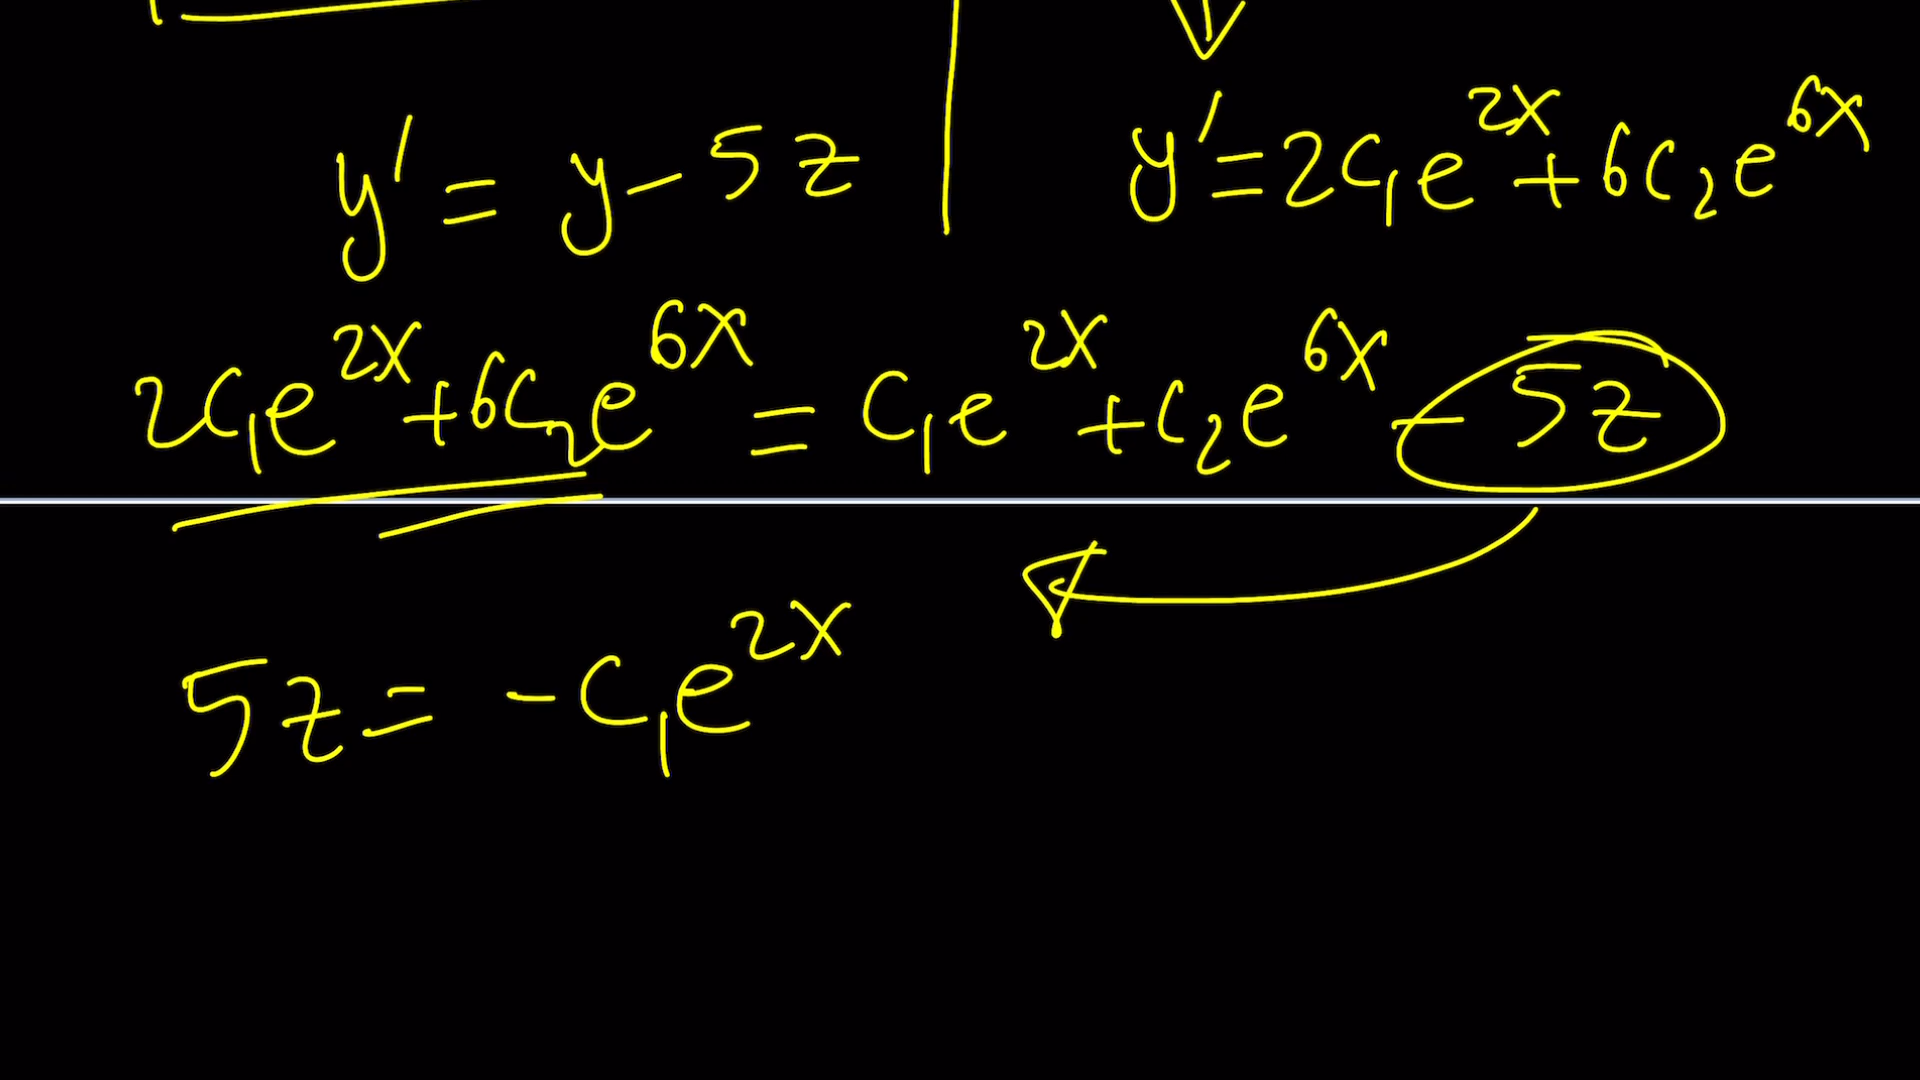 y' = y - 5z
y' = 2c₁e^{2x} + 6c₂e^{6x}
2c₁e^{2x} + 6c₂e^{6x} = c₁e^{2x} + c₂e^{6x} - 5z
5z = -c₁e^{2x}